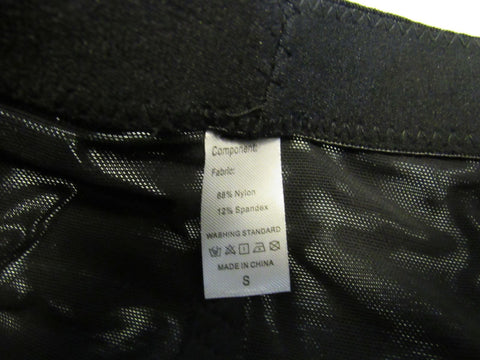 Component:
Fabric:
88% Nylon
12% Spandex
WASHING STANDARD
MADE IN CHINA
S